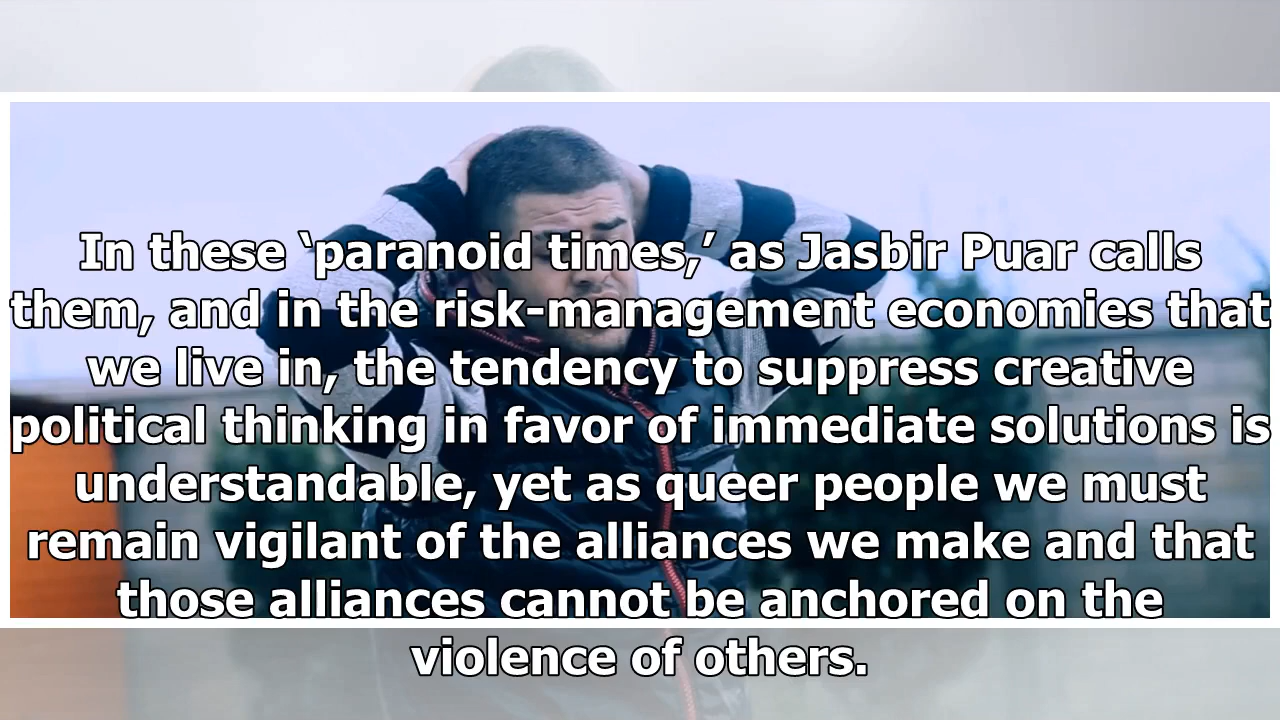 In these ‘paranoid times,’ as Jasbir Puar calls
them, and in the risk-management economies that
we live in, the tendency to suppress creative
political thinking in favor of immediate solutions is
understandable, yet as queer people we must
remain vigilant of the alliances we make and that
those alliances cannot be anchored on the
violence of others.